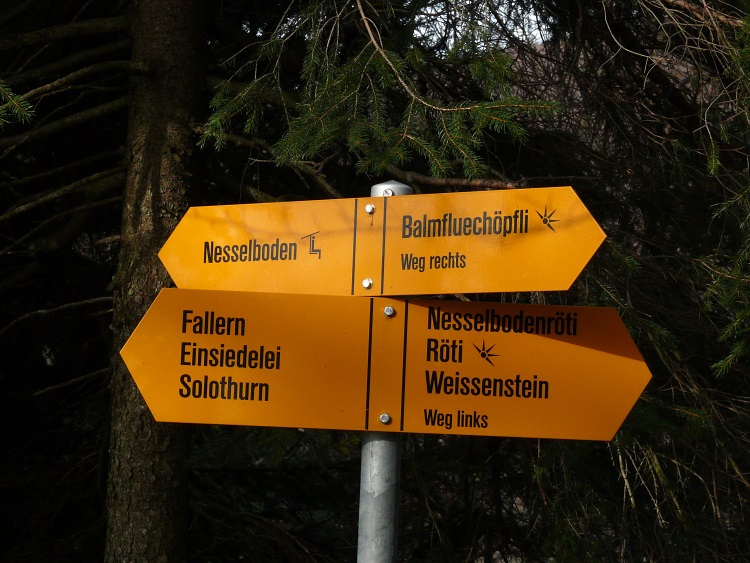 Nesselboden
Balmfluechöpfli
Weg rechts
Fallern
Einsiedelei
Solothurn
Nesselbodenröti
Röti
Weissenstein
Weg links